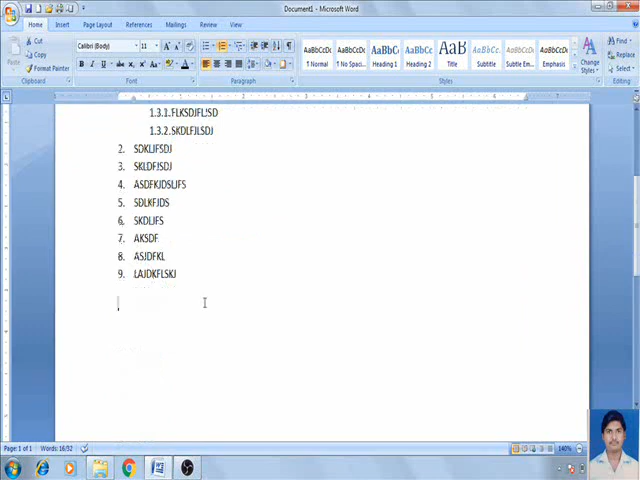 Document1 - Microsoft Word
Home Insert Page Layout References Mailings Review View
Cut
Copy
Format Painter
Clipboard
Calibri (Body) 11
Font
Paragraph
AaBbCcDc AaBbCcDc AaBbC AaBbCc AaB AaBbCc. AaBbCcDc AaBbCcDc
¶ Normal ¶ No Spaci... Heading 1 Heading 2 Title Subtitle Subtle Em... Emphasis
Styles
Change
Styles
Find
Replace
Select
Editing
1.3.1.FLKSDJFLJSD
1.3.2.SKDLFJLSDJ
2. SDKLJFSDJ
3. SKLDFJSDJ
4. ASDFKJDSLJFS
5. SDLKFJDS
6. SKDLJFS
7. AKSDF
8. ASJDFKL
9. LAJDKFLSKJ
Page: 1 of 1 Words: 16/32
140%